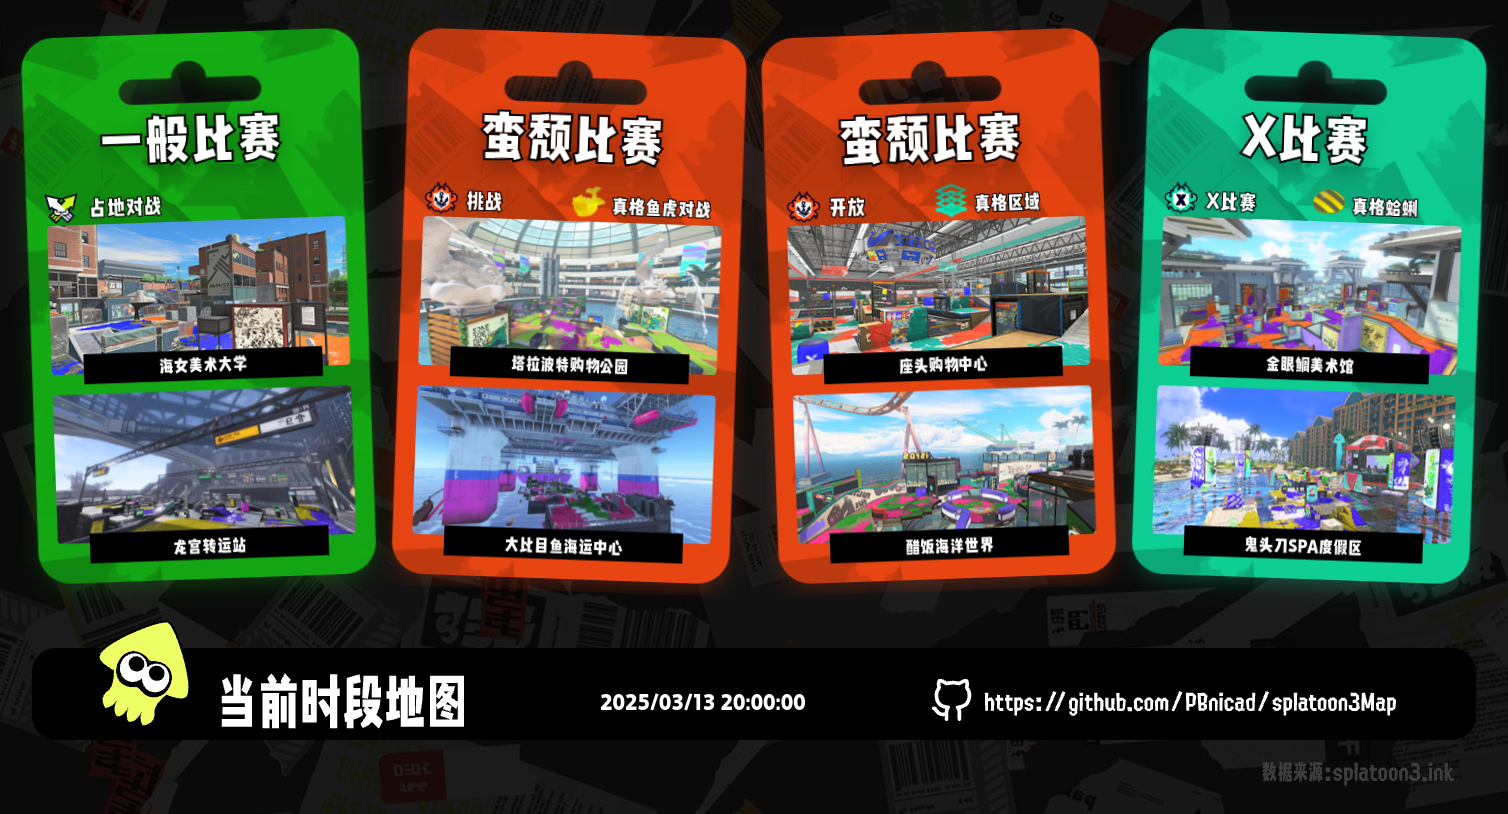 一般比赛
占地对战
海女美术大学
龙宫转运站
蛮颓比赛
挑战
真格鱼虎对战
塔拉波特购物公园
大比目鱼海运中心
蛮颓比赛
开放
真格区域
座头购物中心
醋饭海洋世界
X比赛
X比赛
真格蛤蜊
金眼鲷美术馆
鬼头刀SPA度假区
当前时段地图
2025/03/13 20:00:00
https://github.com/PBnicad/splatoon3Map
数据来源:splatoon3.ink